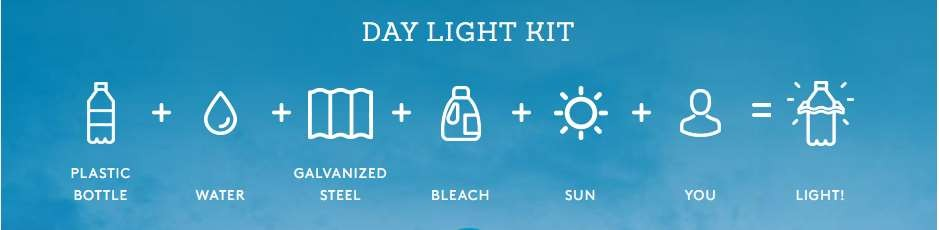 DAY LIGHT KIT
+ + + + + =
PLASTIC
BOTTLE
WATER
GALVANIZED
STEEL
BLEACH
SUN
YOU
LIGHT!